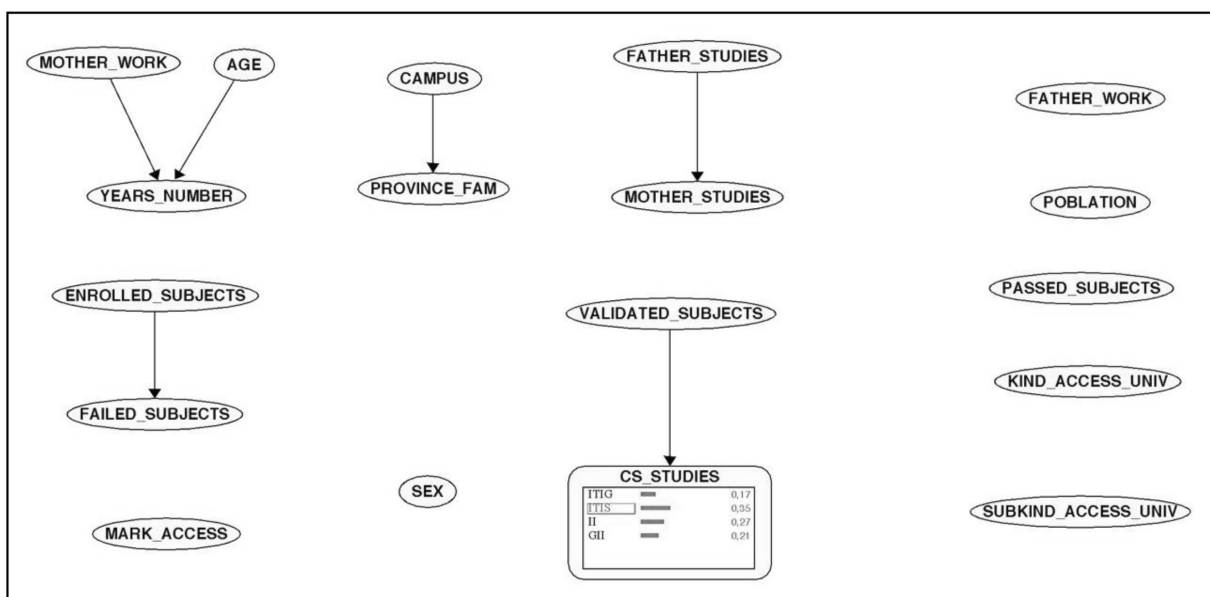 MOTHER_WORK
AGE
YEARS_NUMBER
CAMPUS
PROVINCE_FAM
FATHER_STUDIES
MOTHER_STUDIES
FATHER_WORK
POBLATION
PASSED_SUBJECTS
KIND_ACCESS_UNIV
SUBKIND_ACCESS_UNIV
ENROLLED_SUBJECTS
FAILED_SUBJECTS
MARK_ACCESS
SEX
VALIDATED_SUBJECTS
CS_STUDIES
ITIG 0,17
ITIS 0,35
II 0,27
GII 0,21